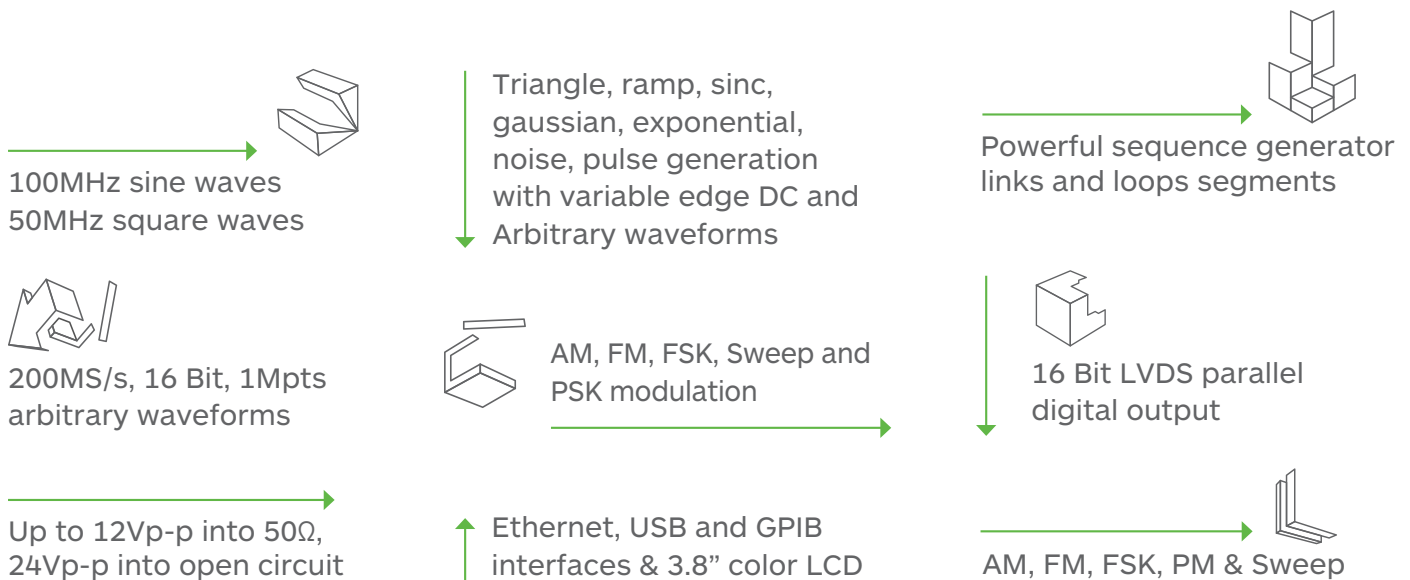 100MHz sine waves
50MHz square waves
Triangle, ramp, sinc,
gaussian, exponential,
noise, pulse generation
with variable edge DC and
Arbitrary waveforms
Powerful sequence generator
links and loops segments
200MS/s, 16 Bit, 1Mpts
arbitrary waveforms
AM, FM, FSK, Sweep and
PSK modulation
16 Bit LVDS parallel
digital output
Up to 12Vp-p into 50Ω,
24Vp-p into open circuit
Ethernet, USB and GPIB
interfaces & 3.8” color LCD
AM, FM, FSK, PM & Sweep